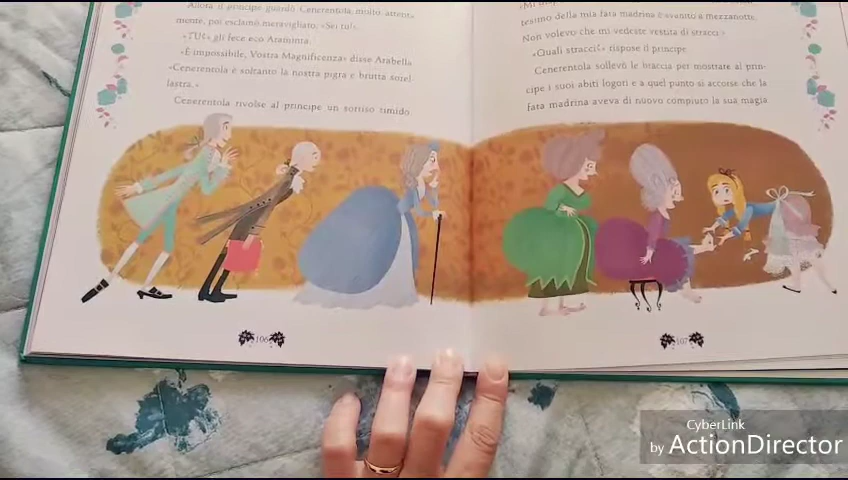 Allora il principe guardò Cenerentola molto attenta-
mente, poi esclamò meravigliato: «Sei tu!».
«TU?» gli fece eco Araminta.
«È impossibile, Vostra Magnificenza» disse Arabella
«Cenerentola è soltanto la nostra pigra e brutta sorel
lastra.»
Cenerentola rivolse al principe un sorriso timido.
106
tesimo della mia fata madrina è svanito a mezzanotte.
Non volevo che mi vedeste vestita di stracci.»
«Quali stracci?» rispose il principe.
Cenerentola sollevò le braccia per mostrare al prin-
cipe i suoi abiti logori e a quel punto si accorse che la
fata madrina aveva di nuovo compiuto la sua magia
107
CyberLink
by ActionDirector